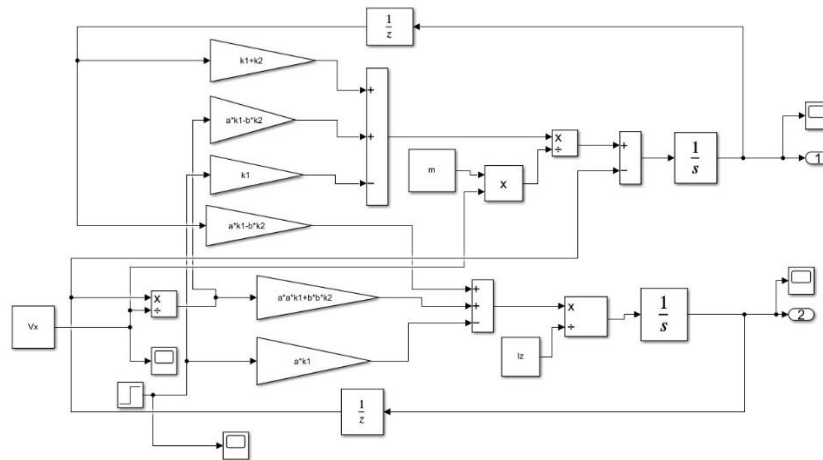 1/z
k1+k2
+
a*k1-b*k2
+
×
÷
+
−
1/s
1
k1
−
m
×
a*k1-b*k2
×
÷
Vx
a*a*k1+b*b*k2
+
+
−
×
÷
1/s
2
Iz
a*k1
1/z